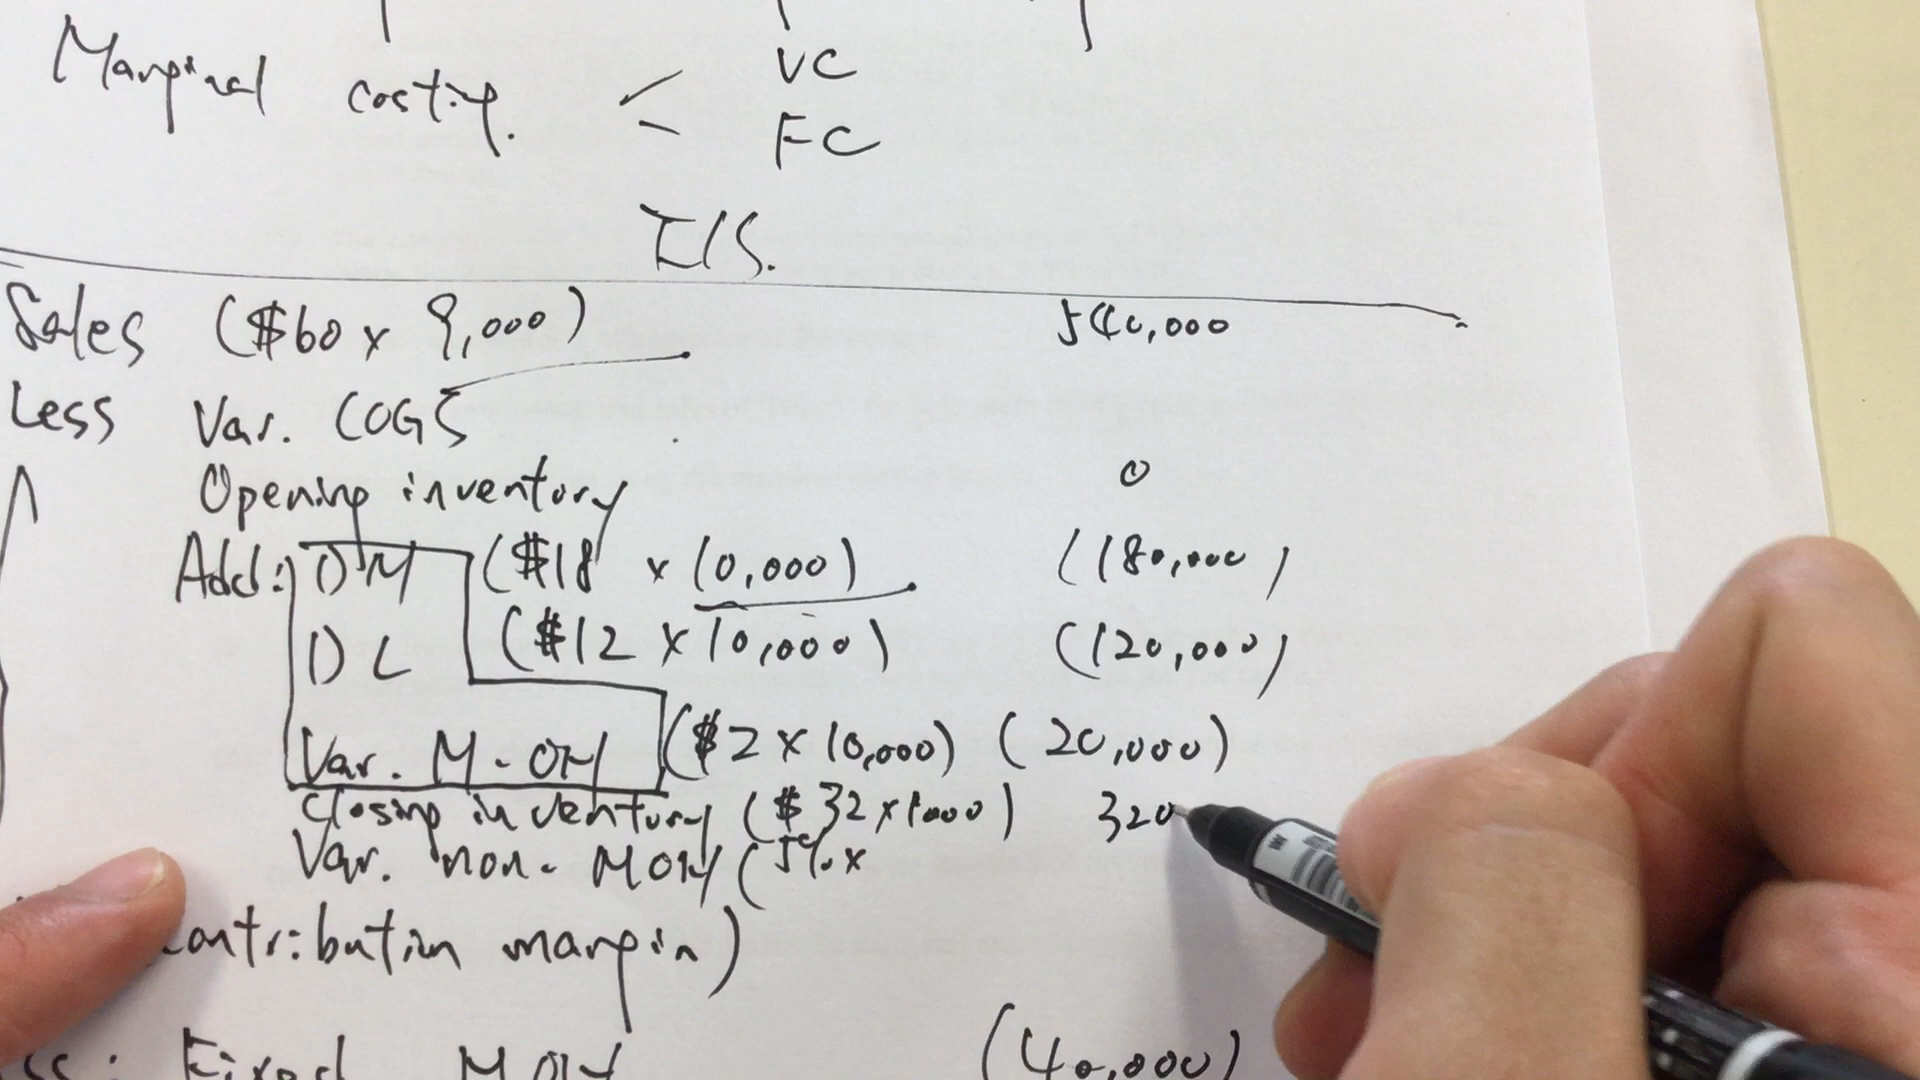 Marginal costing.
VC
FC
I/S.
Sales ($60 x 9,000) 540,000
Less Var. COGS
Opening inventory 0
Add: DM ($18 x 10,000) (180,000)
DL ($12 x 10,000) (120,000)
Var. M-OH ($2 x 10,000) (20,000)
Closing inventory ($32 x 1000) 320
Var. non-MOH (5% x
contribution margin)
ss: Fixed MOH (40,000)